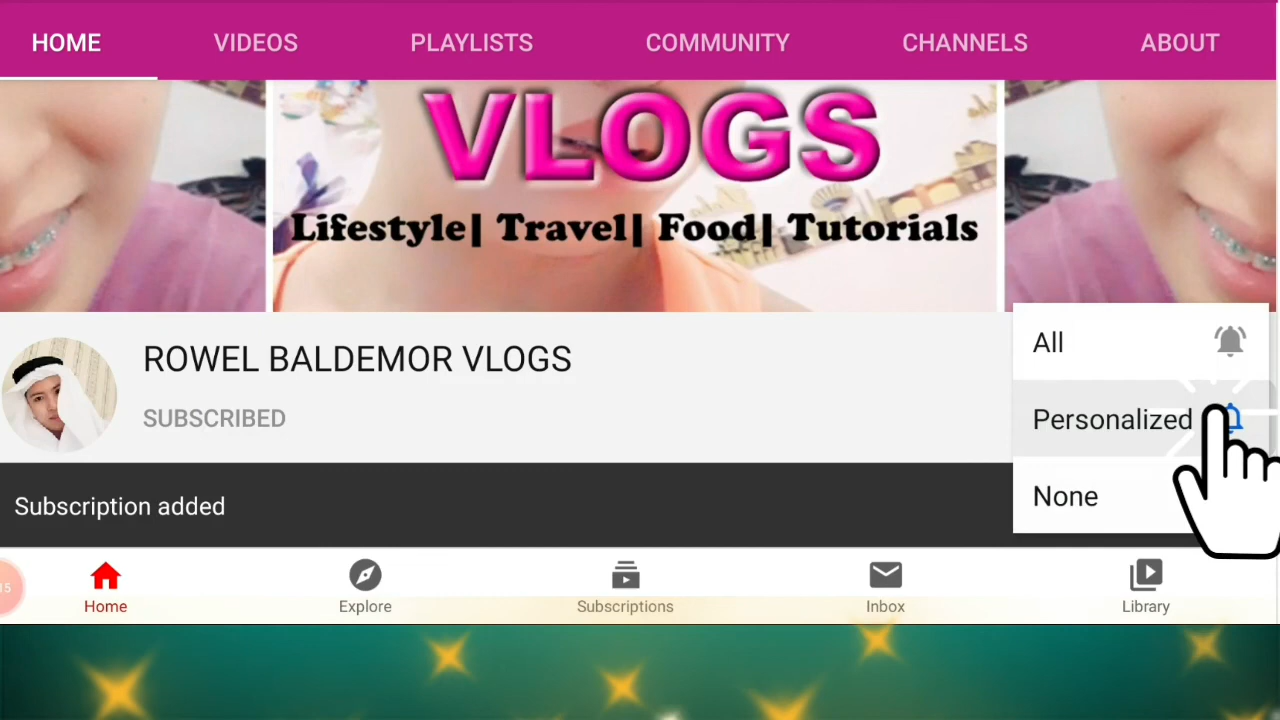 HOME VIDEOS PLAYLISTS COMMUNITY CHANNELS ABOUT
VLOGS
Lifestyle| Travel| Food| Tutorials
ROWEL BALDEMOR VLOGS
SUBSCRIBED
All
Personalized
None
Subscription added
Home Explore Subscriptions Inbox Library